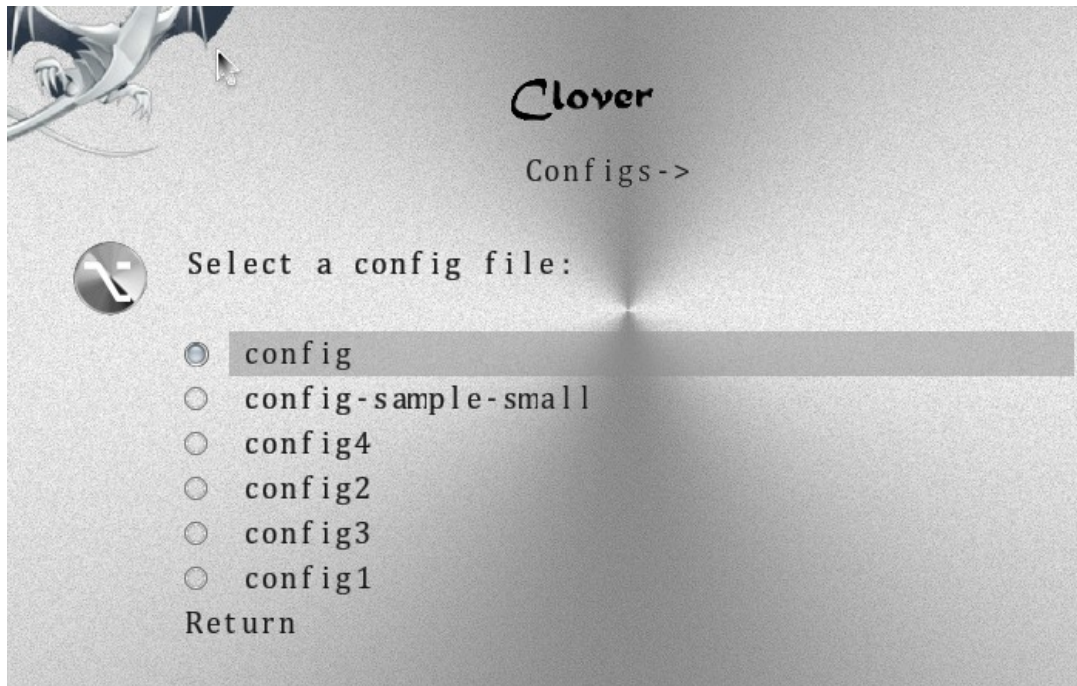 Clover
Configs->
Select a config file:
config
config-sample-small
config4
config2
config3
config1
Return